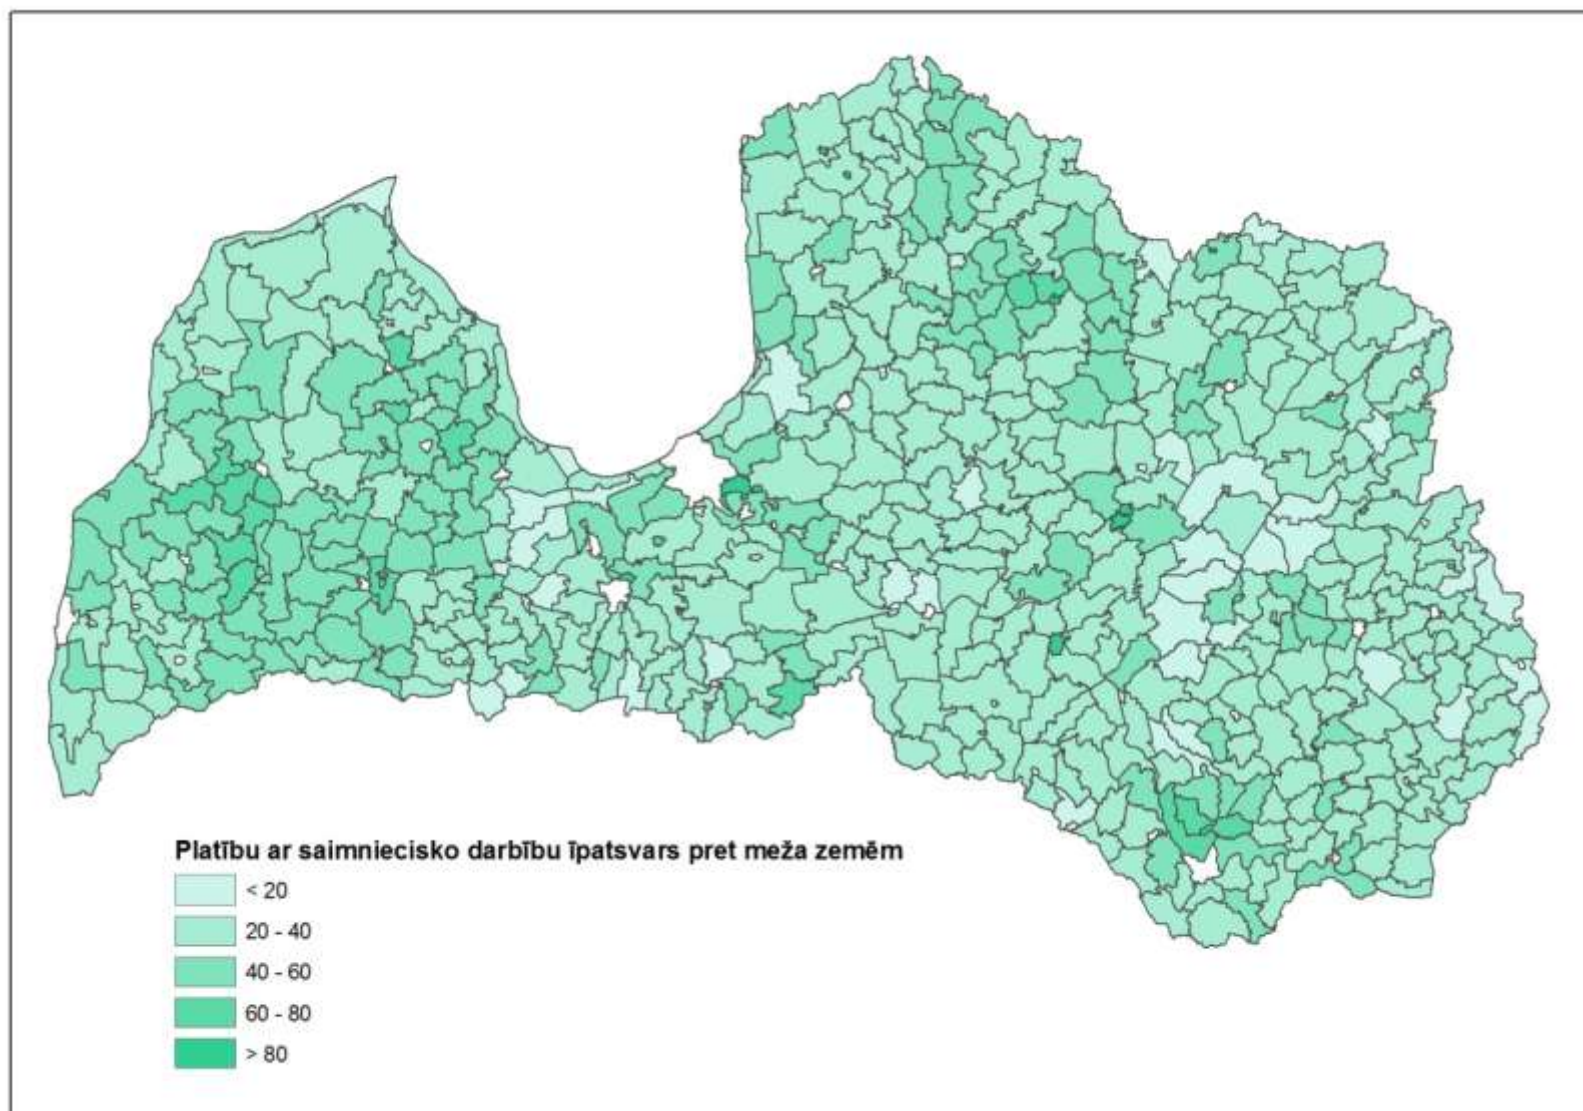 Platību ar saimniecisko darbību īpatsvars pret meža zemēm
< 20
20 - 40
40 - 60
60 - 80
> 80